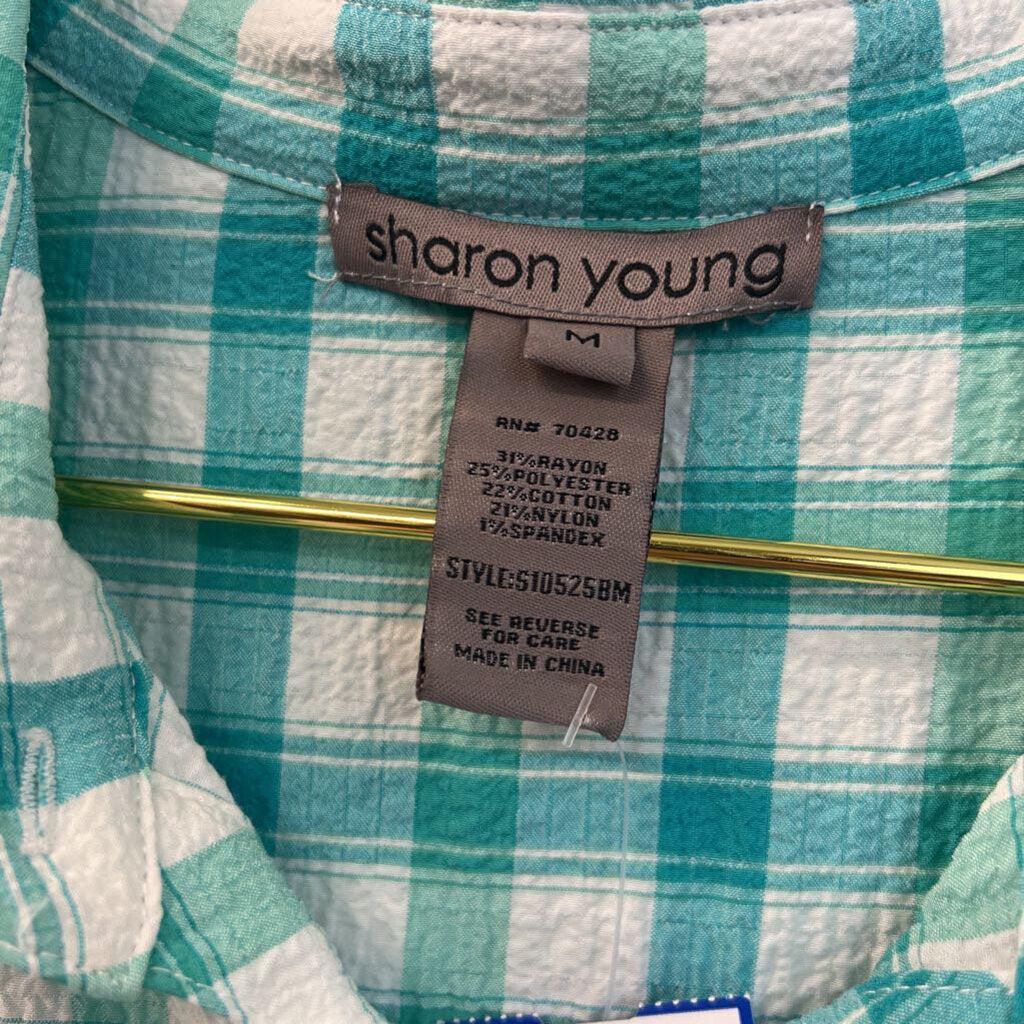 sharon young
M
RN# 70428
31%RAYON
25%POLYESTER
22%COTTON
21%NYLON
1%SPANDEX
STYLE:S10525BM
SEE REVERSE
FOR CARE
MADE IN CHINA